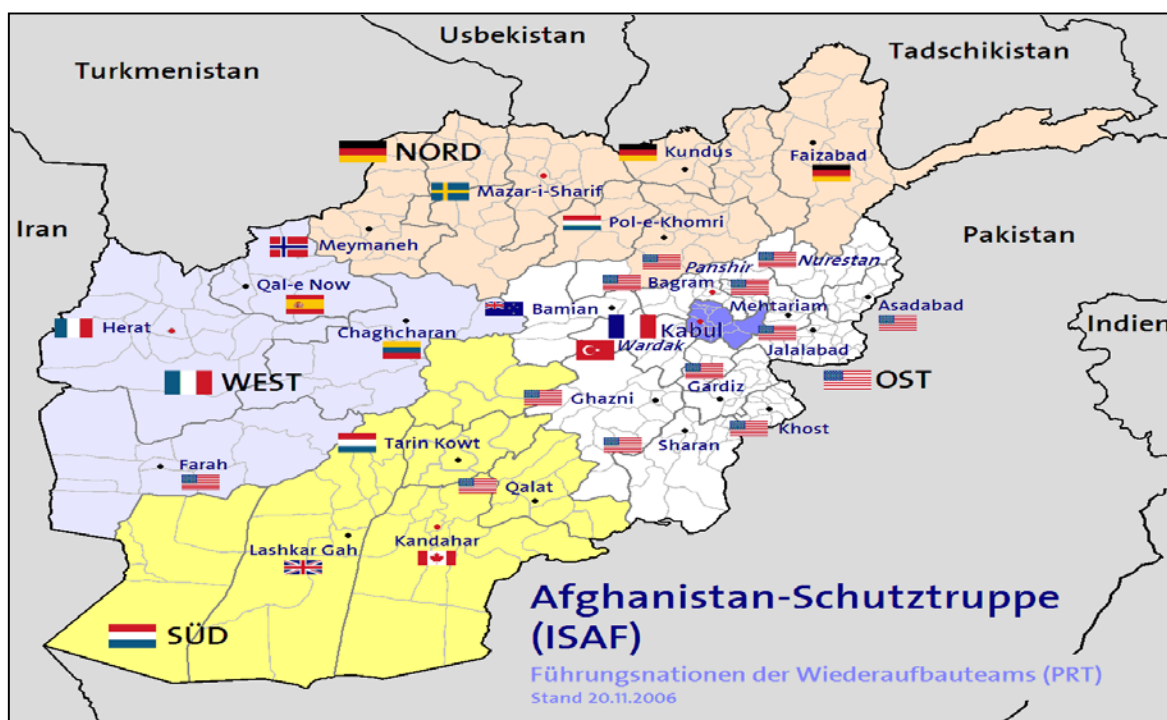 Usbekistan
Tadschikistan
Turkmenistan
NORD
Kundus
Faizabad
Mazar-i-Sharif
Iran
Pol-e-Khomri
Pakistan
Meymaneh
Nurestan
Panshir
Qal-e Now
Bagram
Mehtariam
Asadabad
Bamian
Herat
Chaghcharan
Kabul
Indien
Wardak
Jalalabad
WEST
OST
Gardiz
Ghazni
Khost
Tarin Kowt
Sharan
Farah
Qalat
Kandahar
Lashkar Gah
Afghanistan-Schutztruppe
(ISAF)
SÜD
Führungsnationen der Wiederaufbauteams (PRT)
Stand 20.11.2006